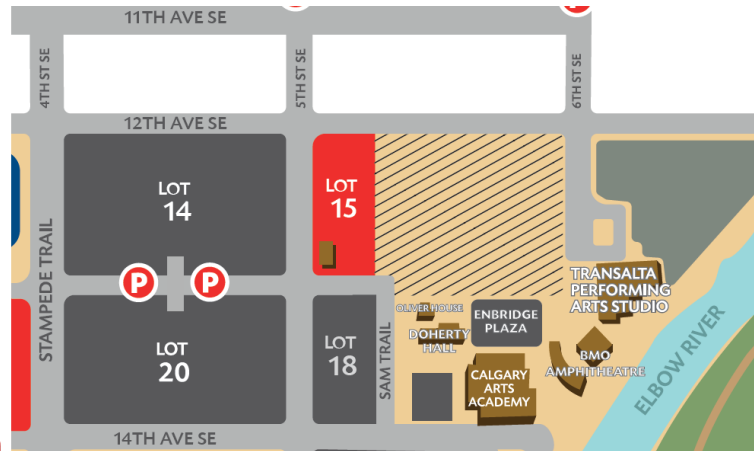 11TH AVE SE
4TH ST SE
5TH ST SE
6TH ST SE
12TH AVE SE
LOT
14
LOT
15
STAMPEDE TRAIL
P
P
TRANSALTA
PERFORMING
ARTS STUDIO
OLIVER HOUSE
ENBRIDGE
PLAZA
DOHERTY
HALL
LOT
18
LOT
20
SAM TRAIL
BMO
AMPHITHEATRE
CALGARY
ARTS
ACADEMY
ELBOW RIVER
14TH AVE SE